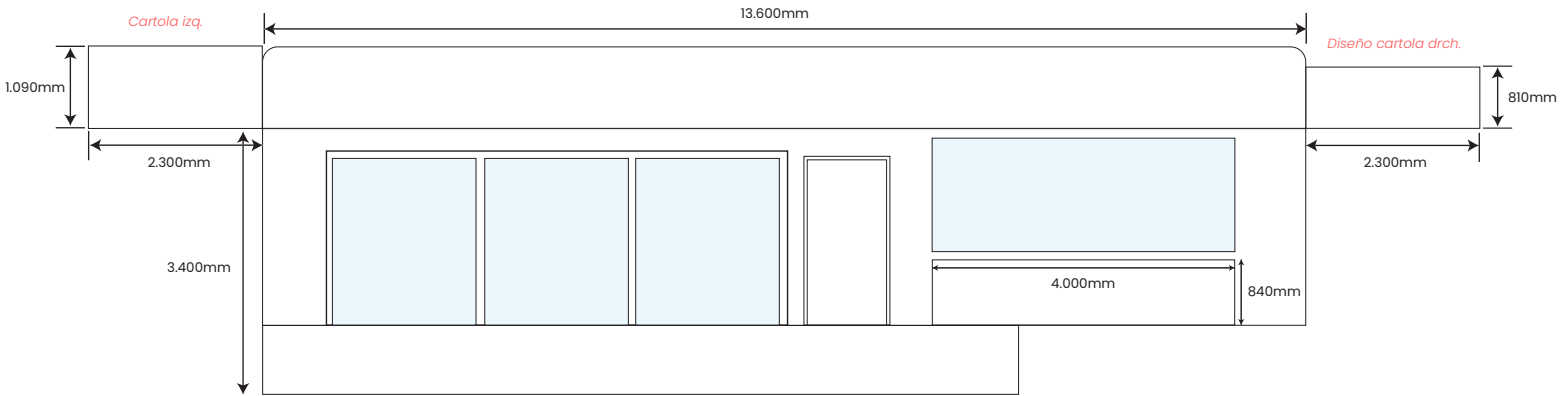 13.600mm
Cartola izq.
Diseño cartola drch.
1.090mm
810mm
2.300mm
2.300mm
3.400mm
4.000mm
840mm